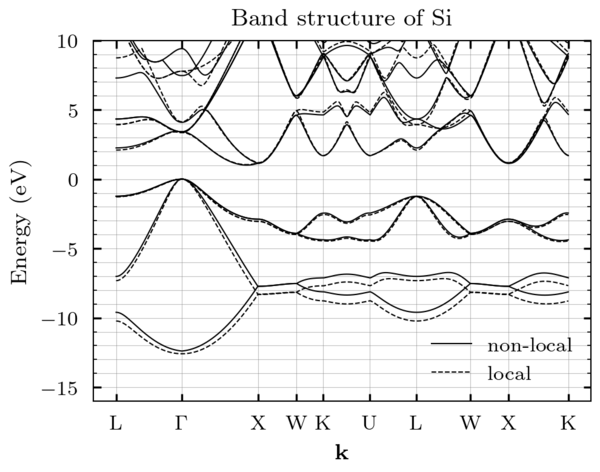 Band structure of Si
Energy (eV)
10
5
0
−5
−10
−15
non-local
local
L Γ X W K U L W X K
k